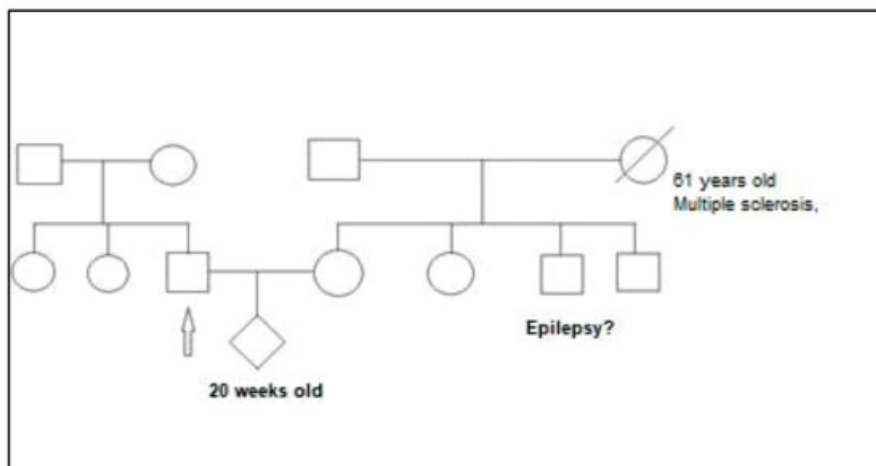 61 years old
Multiple sclerosis,
Epilepsy?
20 weeks old